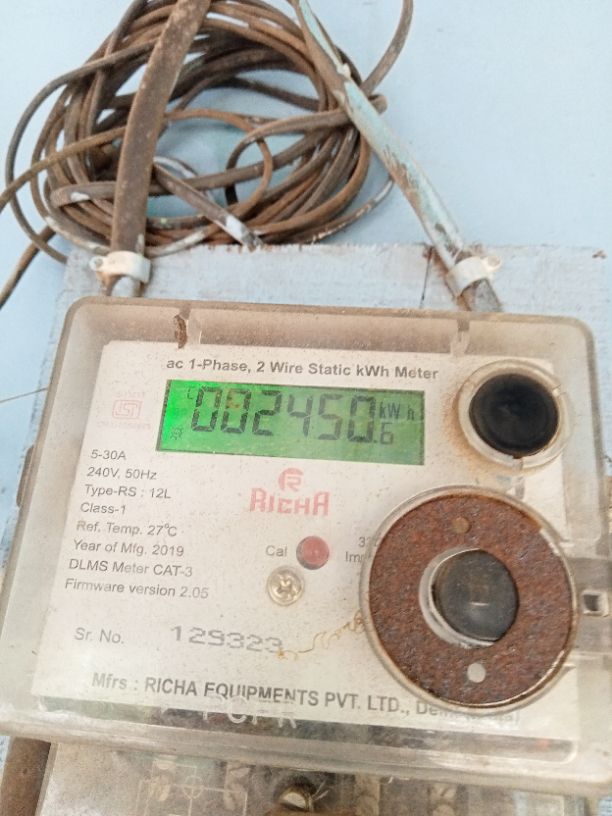 ac 1-Phase, 2 Wire Static kWh Meter
002450.6 kWh
5-30A
240V, 50Hz
Type-RS : 12L
Class-1
Ref. Temp. 27°C
Year of Mfg. 2019
DLMS Meter CAT-3
Firmware version 2.05
RICHA
Cal
Sr. No. 129323
Mfrs : RICHA EQUIPMENTS PVT. LTD.,